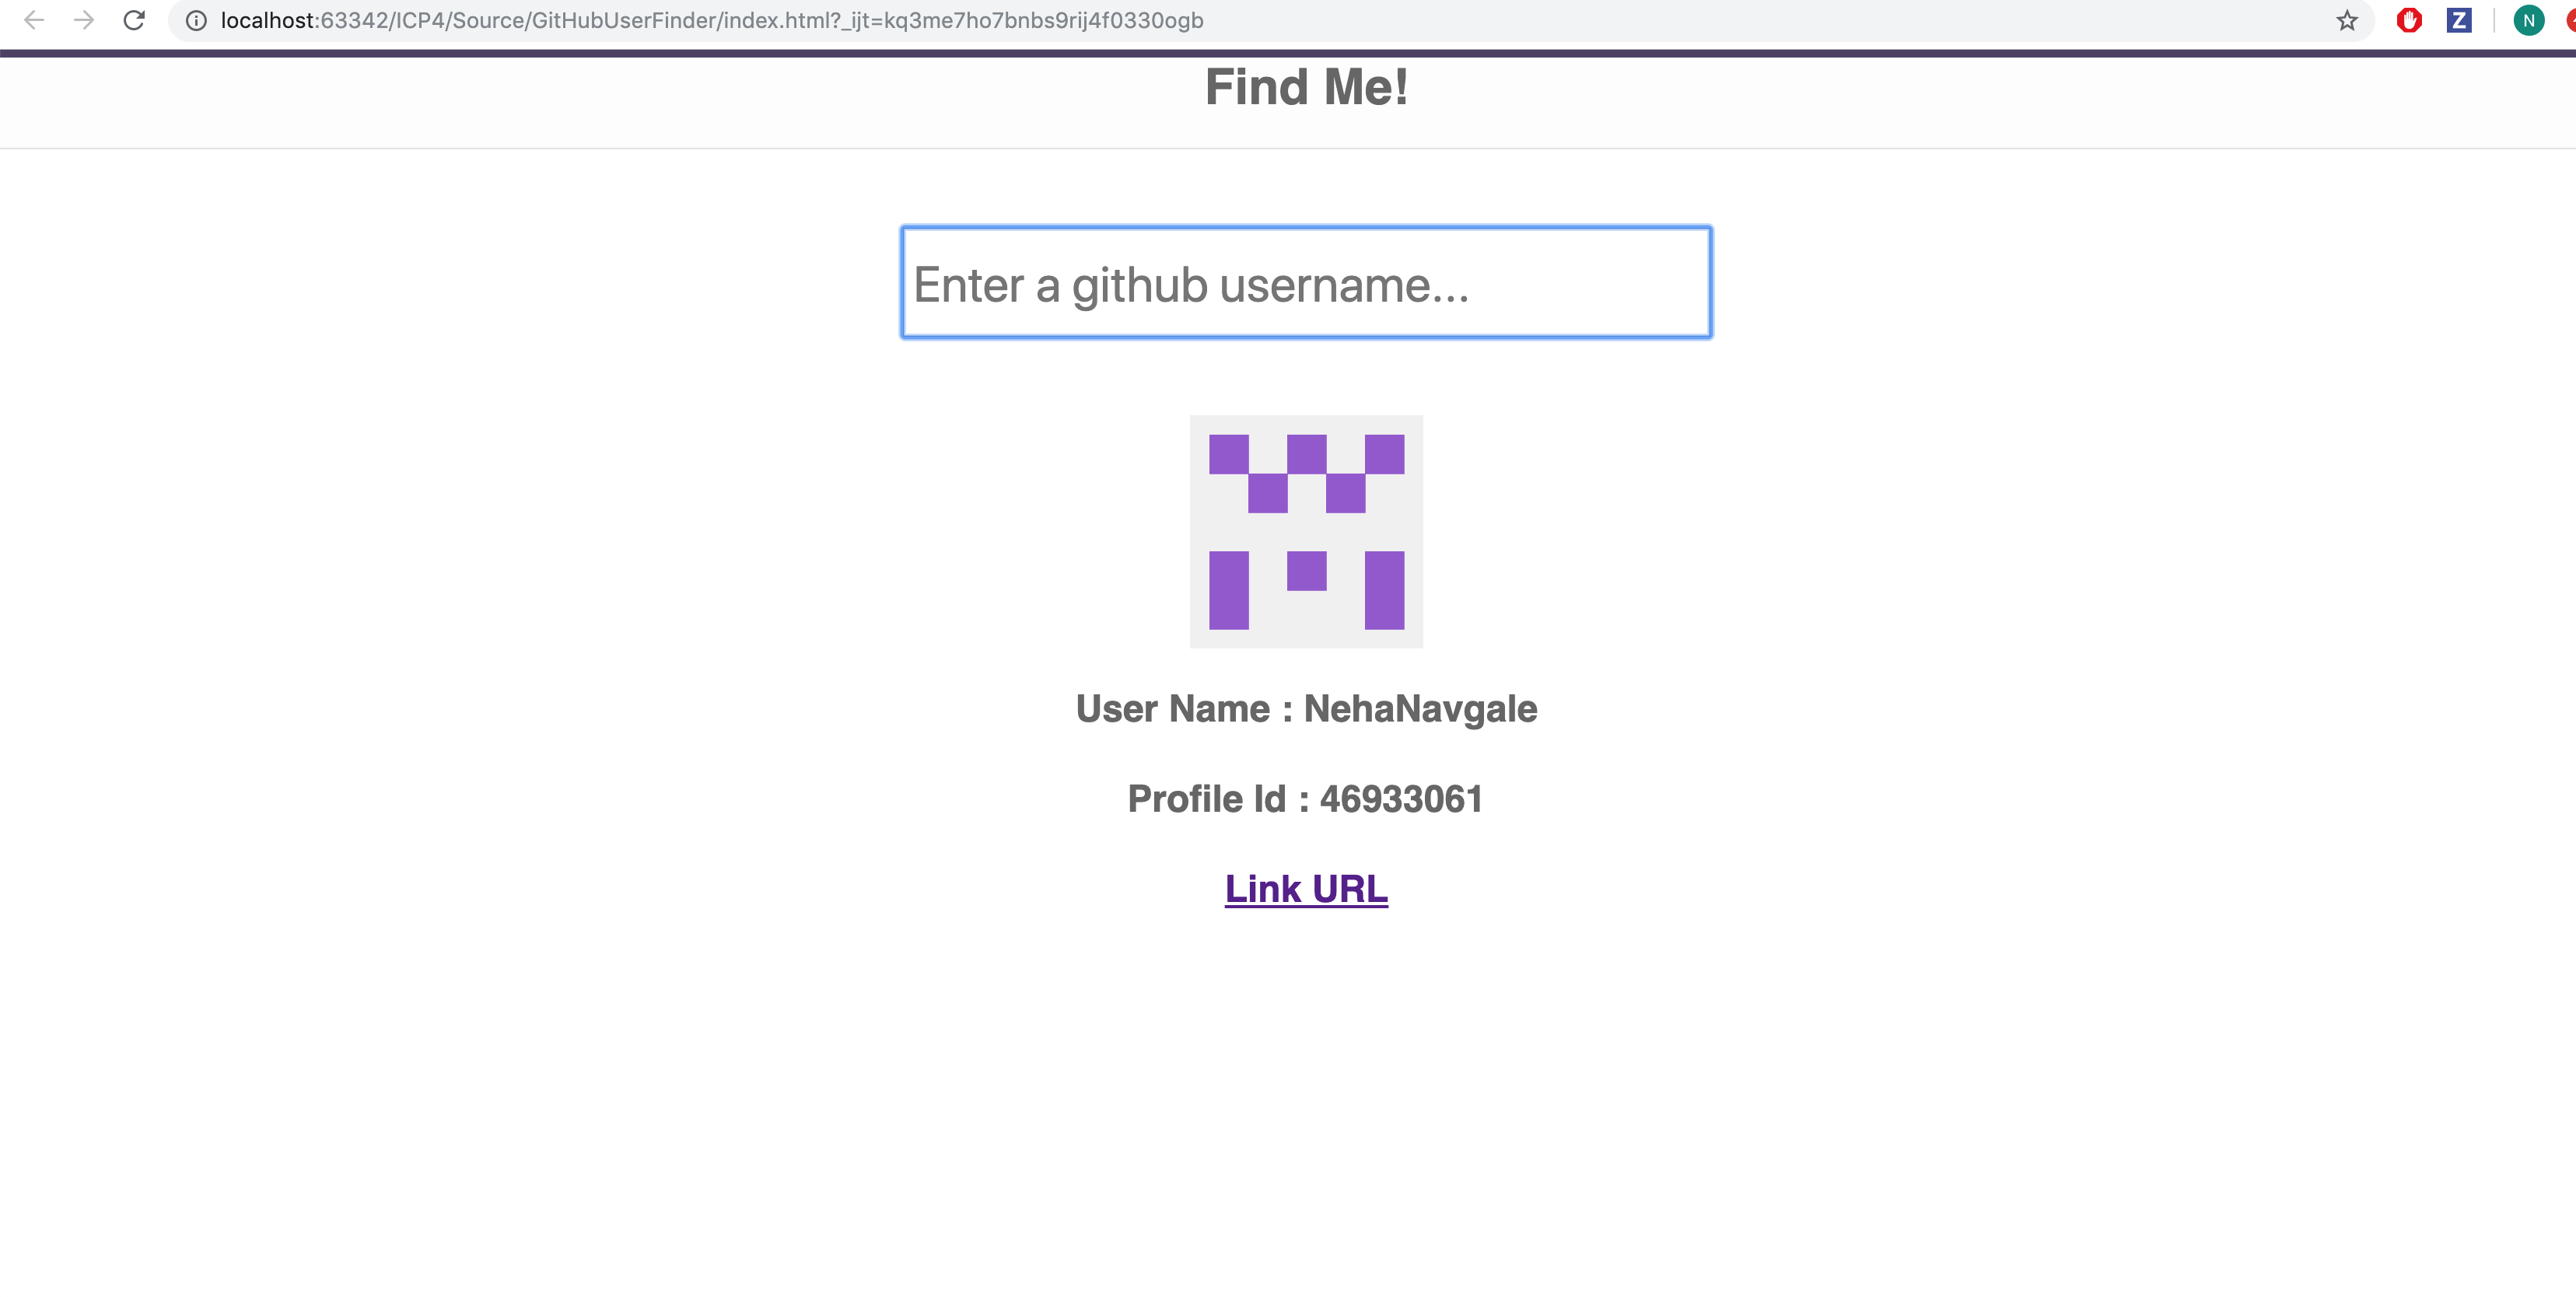 localhost:63342/ICP4/Source/GitHubUserFinder/index.html?_ijt=kq3me7ho7bnbs9rij4f0330ogb
Z
N
Find Me!
Enter a github username...
User Name : NehaNavgale
Profile Id : 46933061
Link URL